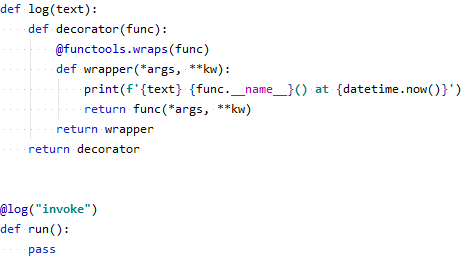 def log(text):
    def decorator(func):
        @functools.wraps(func)
        def wrapper(*args, **kw):
            print(f'{text} {func.__name__}() at {datetime.now()}')
            return func(*args, **kw)
        return wrapper
    return decorator


@log("invoke")
def run():
    pass